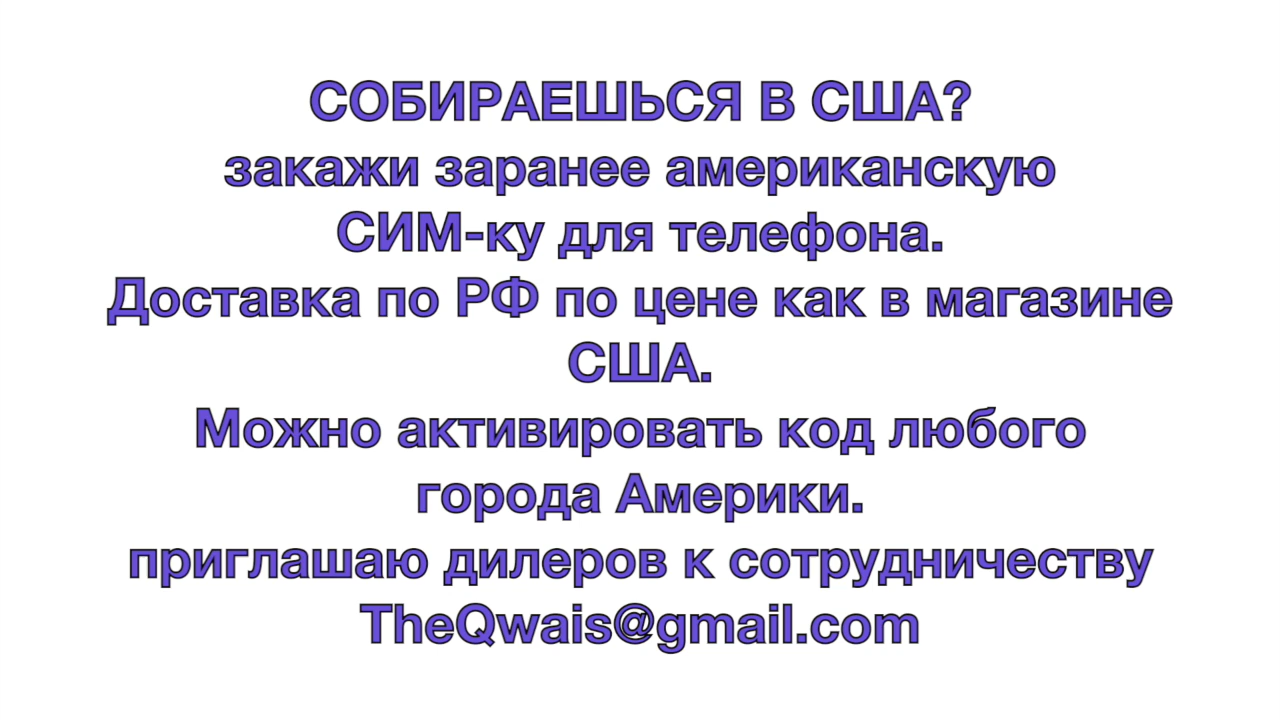 СОБИРАЕШЬСЯ В США?
закажи заранее американскую
СИМ-ку для телефона.
Доставка по РФ по цене как в магазине
США.
Можно активировать код любого
города Америки.
приглашаю дилеров к сотрудничеству
TheQwais@gmail.com